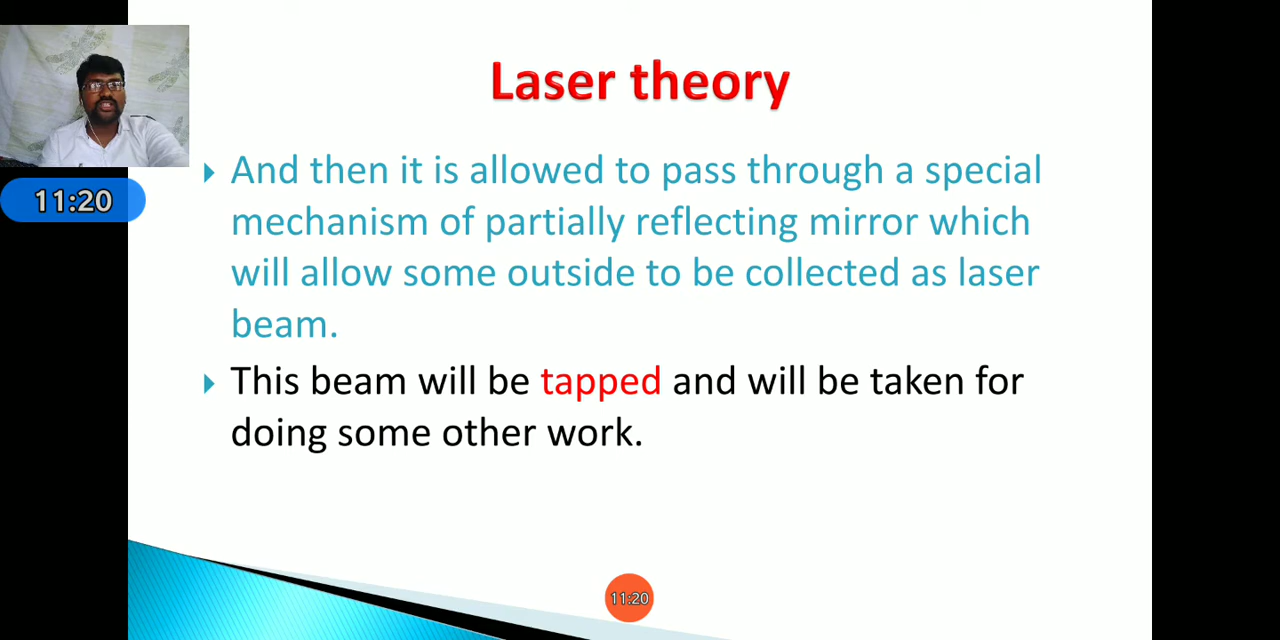 Laser theory
And then it is allowed to pass through a special
mechanism of partially reflecting mirror which
will allow some outside to be collected as laser
beam.
11:20
This beam will be tapped and will be taken for
doing some other work.
11:20